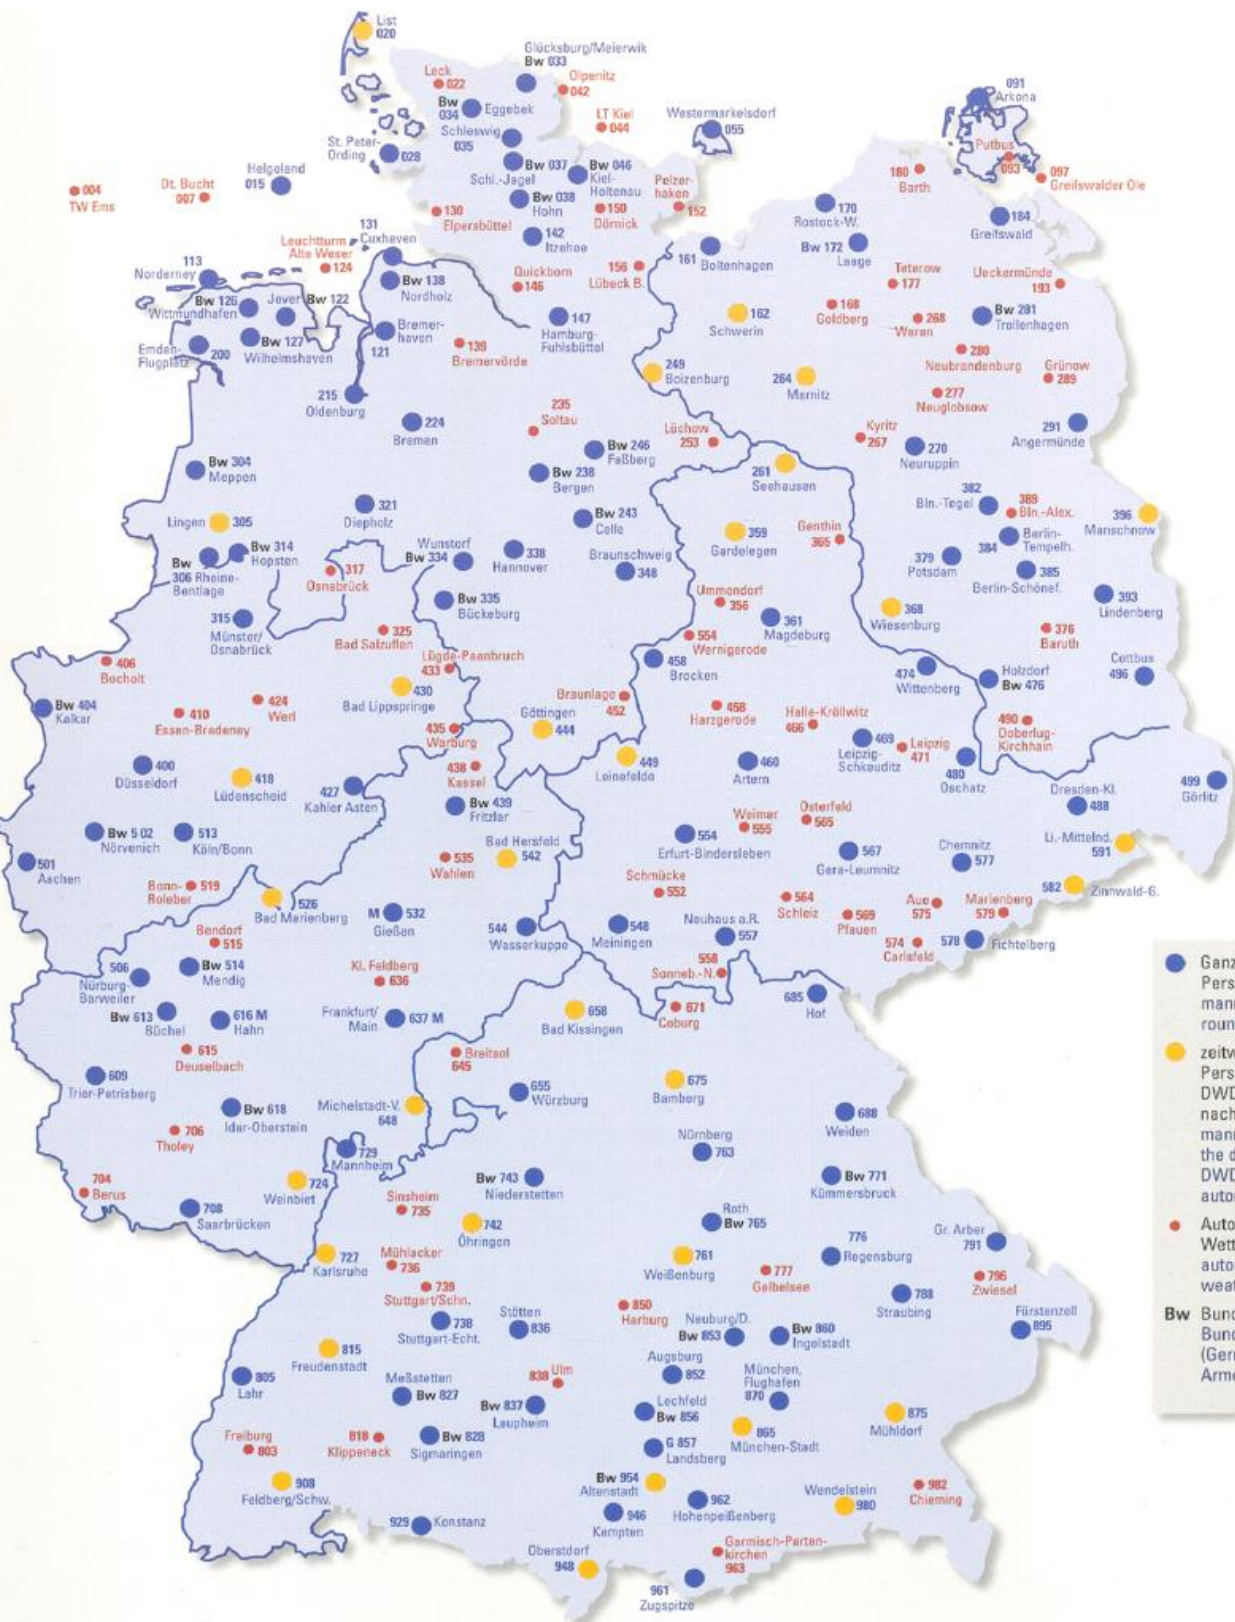 List
020
Glücksburg/Meierwik
Bw 033
Leck
022
Olpenitz
042
Bw
034 Eggebek
LT Kiel
044
Westermarkelsdorf
055
091
Arkona
Schleswig
035
St. Peter-
Ording
028
Bw 037
Schl.-Jagel
Bw 046
Kiel-
Holtenau
Helgoland
015
004
TW Ems
Dt. Bucht
007
Bw 038
Hohn
130
Elpersbüttel
150
Dörnick
Pelzer-
haken
152
180
Barth
Putbus
093
097
Greifswalder Oie
170
Rostock-W.
184
Greifswald
131
Cuxhaven
142
Itzehoe
161
Boltenhagen
Bw 172
Laage
Leuchtturm
Alte Weser
124
113
Norderney
Bw 138
Nordholz
Quickborn
146
156
Lübeck B.
Teterow
177
Ueckermünde
193
Bw 126
Wittmundhafen
Jever
Bw 122
147
Hamburg-
Fuhlsbüttel
162
Schwerin
168
Goldberg
268
Waren
Bw 281
Trollenhagen
Emden-
Flugplatz
200
Bw 127
Wilhelmshaven
Bremer-
haven
121
139
Bremervörde
280
Neubrandenburg
249
Boizenburg
264
Marnitz
Grünow
289
215
Oldenburg
277
Neuglobsow
224
Bremen
235
Soltau
Lüchow
253
Kyritz
267
270
Neuruppin
291
Angermünde
Bw 246
Faßberg
Bw 304
Meppen
Bw 238
Bergen
261
Seehausen
382
Bln.-Tegel
389
Bln.-Alex.
396
Manschnow
Lingen 305
321
Diepholz
Bw 243
Celle
359
Gardelegen
Genthin
365
384
Berlin-
Tempelh.
Bw
306 Rheine-
Bentlage
Bw 314
Hopsten
317
Osnabrück
Wunstorf
Bw 334
338
Hannover
Braunschweig
348
379
Potsdam
385
Berlin-Schönef.
393
Lindenberg
Bw 335
Bückeburg
Ummendorf
356
361
Magdeburg
368
Wiesenburg
315
Münster/
Osnabrück
325
Bad Salzuflen
554
Wernigerode
376
Baruth
406
Bocholt
Lügde-Paenbruch
433
458
Brocken
474
Wittenberg
Holzdorf
Bw 476
Cottbus
496
Bw 404
Kalkar
410
Essen-Bredeney
424
Werl
430
Bad Lippspringe
Braunlage
452
458
Harzgerode
Halle-Kröllwitz
466
490
Doberlug-
Kirchhain
435
Warburg
Göttingen
444
469
Leipzig-
Schkeuditz
Leipzig
471
400
Düsseldorf
418
Lüdenscheid
427
Kahler Asten
438
Kassel
449
Leinefelde
460
Artern
480
Oschatz
Dresden-Kl.
488
499
Görlitz
Bw 439
Fritzlar
Weimar
555
Osterfeld
565
Bw 5 02
Nörvenich
513
Köln/Bonn
Bad Hersfeld
542
554
Erfurt-Bindersleben
567
Gera-Leumnitz
Chemnitz
577
Li.-Mittelnd.
591
501
Aachen
Bonn-
Roleber
519
535
Wahlen
Schmücke
552
564
Schleiz
Aue
575
Marienberg
579
582
Zinnwald-G.
526
Bad Marienberg
M 532
Gießen
544
Wasserkuppe
548
Meiningen
Neuhaus a.R.
557
569
Plauen
574
Carlsfeld
578
Fichtelberg
Bendorf
515
506
Nürburg-
Barweiler
Bw 514
Mendig
Kl. Feldberg
636
558
Sonneb.-N.
Bw 613
Büchel
616 M
Hahn
Frankfurt/
Main
637 M
658
Bad Kissingen
671
Coburg
685
Hof
615
Deuselbach
Breitsol
645
609
Trier-Petrisberg
Michelstadt-V.
648
655
Würzburg
675
Bamberg
688
Weiden
Bw 618
Idar-Oberstein
706
Tholey
729
Mannheim
Nürnberg
763
704
Berus
724
Weinbiet
Bw 743
Niederstetten
Bw 771
Kümmersbruck
708
Saarbrücken
Sinsheim
735
742
Öhringen
Roth
Bw 765
776
Regensburg
Gr. Arber
791
727
Karlsruhe
Mühlacker
736
761
Weißenburg
777
Gelbelsee
796
Zwiesel
739
Stuttgart/Schn.
850
Harburg
788
Straubing
738
Stuttgart-Echt.
Stötten
836
Neuburg/D.
Bw 853
Bw 860
Ingolstadt
Fürstenzell
895
815
Freudenstadt
Augsburg
852
805
Lahr
Meßstetten
Bw 827
838 Ulm
München,
Flughafen
870
Bw 837
Laupheim
Lechfeld
Bw 856
865
München-Stadt
875
Mühldorf
Freiburg
803
818
Klippeneck
Bw 828
Sigmaringen
G 857
Landsberg
908
Feldberg/Schw.
Bw 954
Altenstadt
962
Hohenpeißenberg
Wendelstein
980
982
Chieming
929 Konstanz
946
Kempten
Oberstdorf
948
Garmisch-Parten-
kirchen
963
961
Zugspitze
Ganz
Pers
mann
roun
zeitw
Pers
DWD
nach
mann
the d
DWD
auto
Auto
Wett
auto
weat
Bw Bund
Bund
(Gerr
Arme